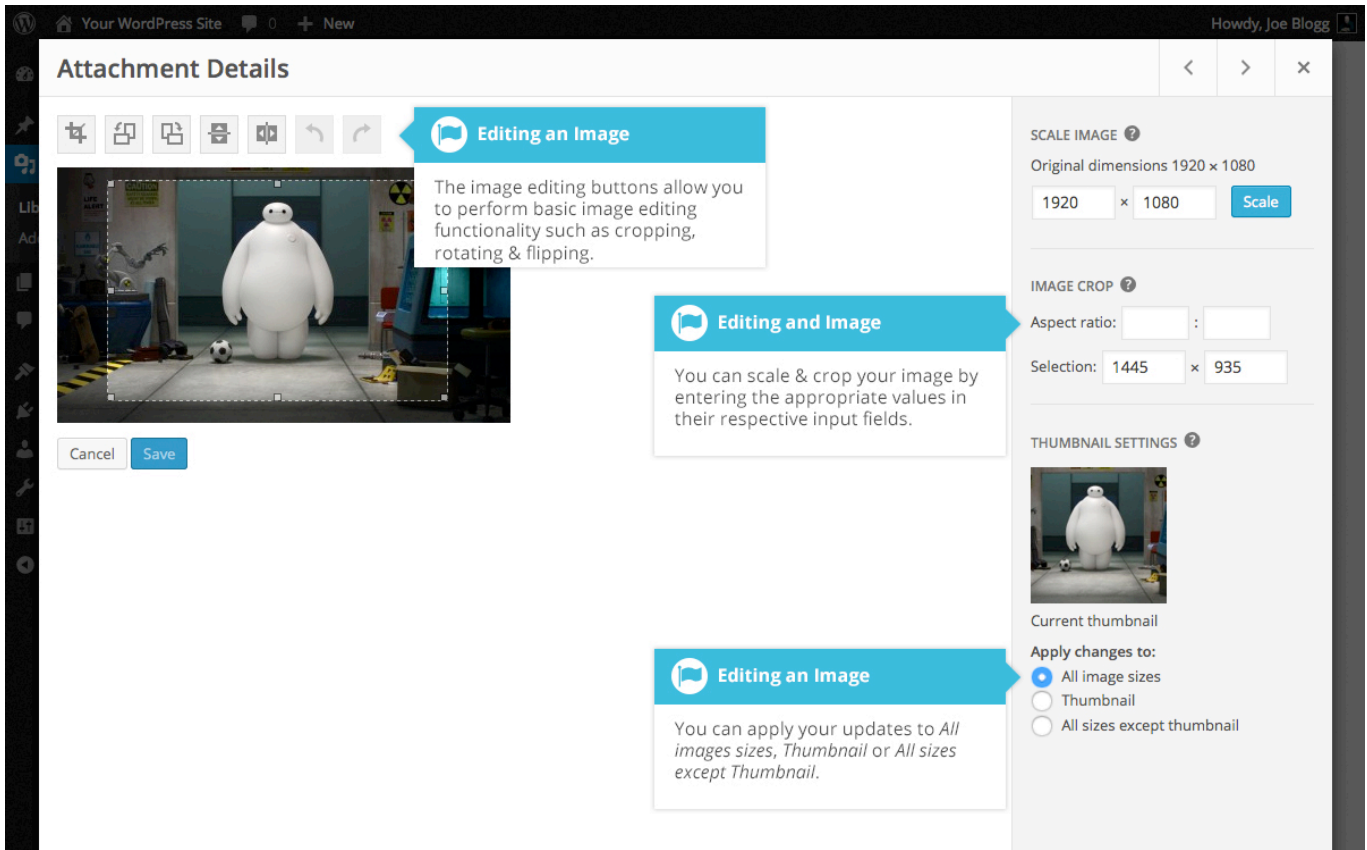 Your WordPress Site 0 + New
Howdy, Joe Blogg
Attachment Details
Editing an Image
The image editing buttons allow you
to perform basic image editing
functionality such as cropping,
rotating & flipping.
CAUTION
LIFE
ALERT
Lib
Add
Cancel
Save
Editing and Image
You can scale & crop your image by
entering the appropriate values in
their respective input fields.
Editing an Image
You can apply your updates to All
images sizes, Thumbnail or All sizes
except Thumbnail.
SCALE IMAGE ?
Original dimensions 1920 × 1080
1920 × 1080 Scale
IMAGE CROP ?
Aspect ratio: :
Selection: 1445 × 935
THUMBNAIL SETTINGS ?
Current thumbnail
Apply changes to:
All image sizes
Thumbnail
All sizes except thumbnail